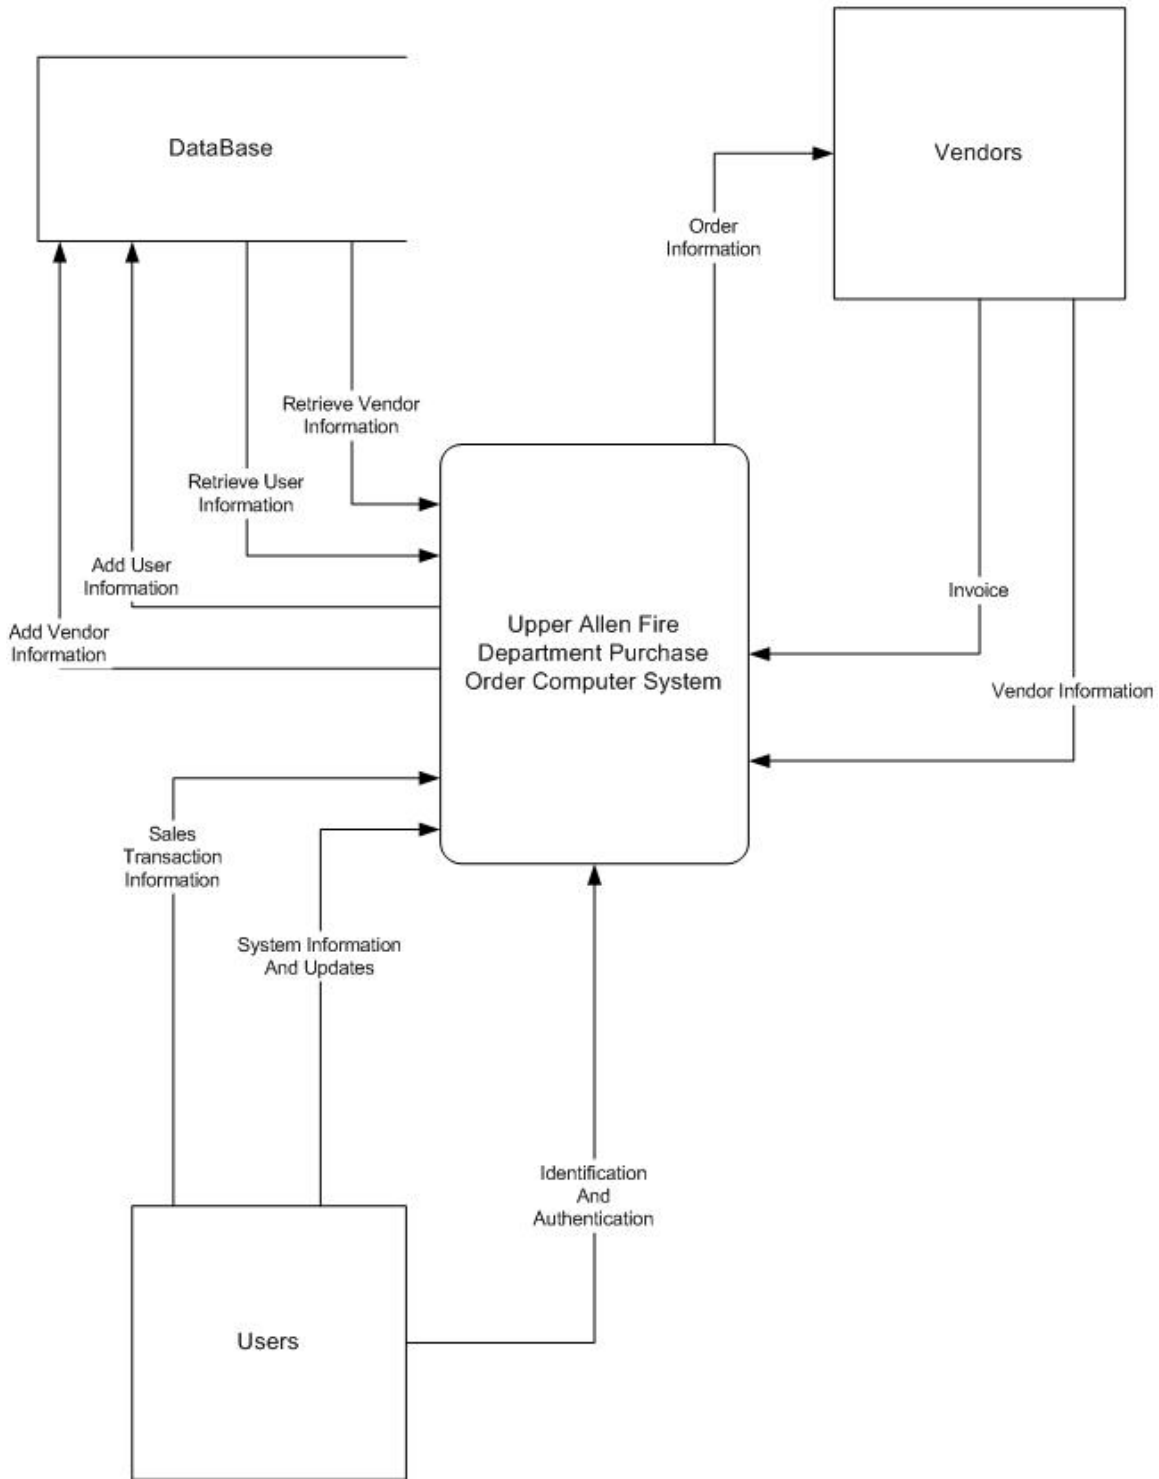 DataBase
Vendors
Order
Information
Retrieve Vendor
Information
Retrieve User
Information
Add User
Information
Add Vendor
Information
Upper Allen Fire
Department Purchase
Order Computer System
Invoice
Vendor Information
Sales
Transaction
Information
System Information
And Updates
Identification
And
Authentication
Users